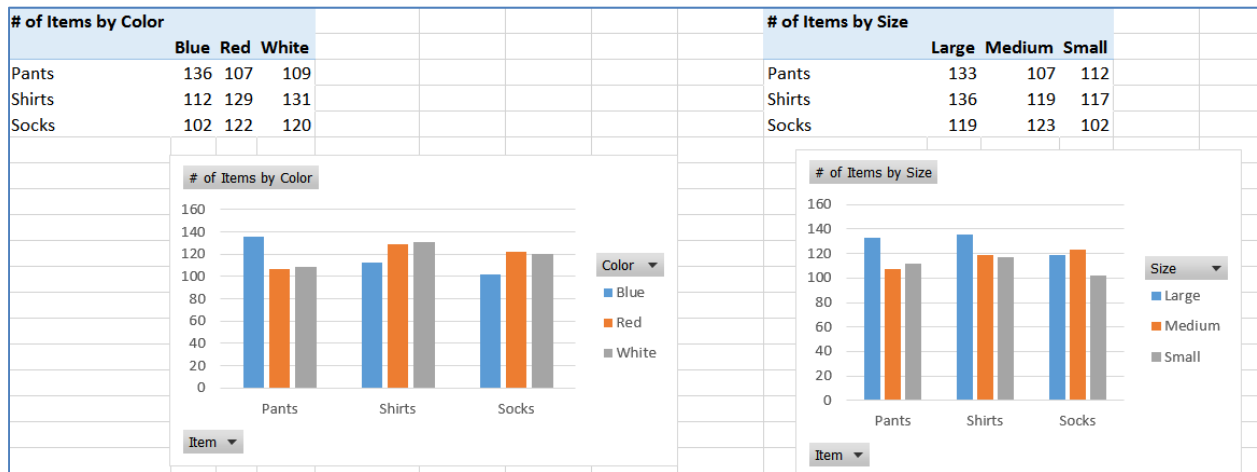 # of Items by Color
Blue Red White
Pants 136 107 109
Shirts 112 129 131
Socks 102 122 120
# of Items by Color
160
140
120
100
80
60
40
20
0
Pants Shirts Socks
Color
Blue
Red
White
Item
# of Items by Size
Large Medium Small
Pants 133 107 112
Shirts 136 119 117
Socks 119 123 102
# of Items by Size
160
140
120
100
80
60
40
20
0
Pants Shirts Socks
Size
Large
Medium
Small
Item